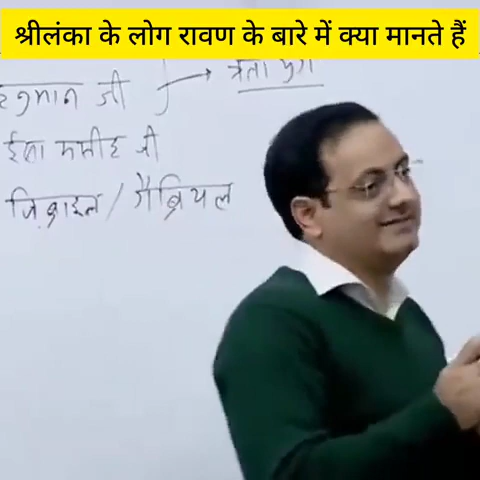 श्रीलंका के लोग रावण के बारे में क्या मानते हैं
हनुमान जी → त्रेता युग
ईसा मसीह जी
जिब्राइल / गैब्रियल